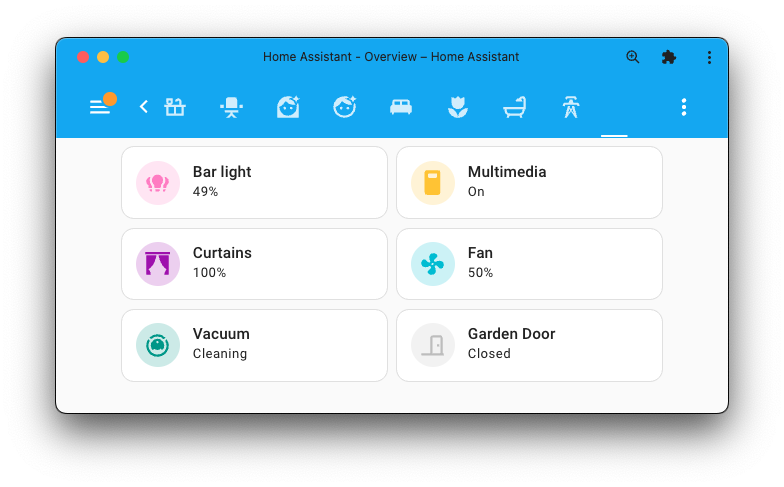 Home Assistant - Overview – Home Assistant
Bar light
49%
Multimedia
On
Curtains
100%
Fan
50%
Vacuum
Cleaning
Garden Door
Closed